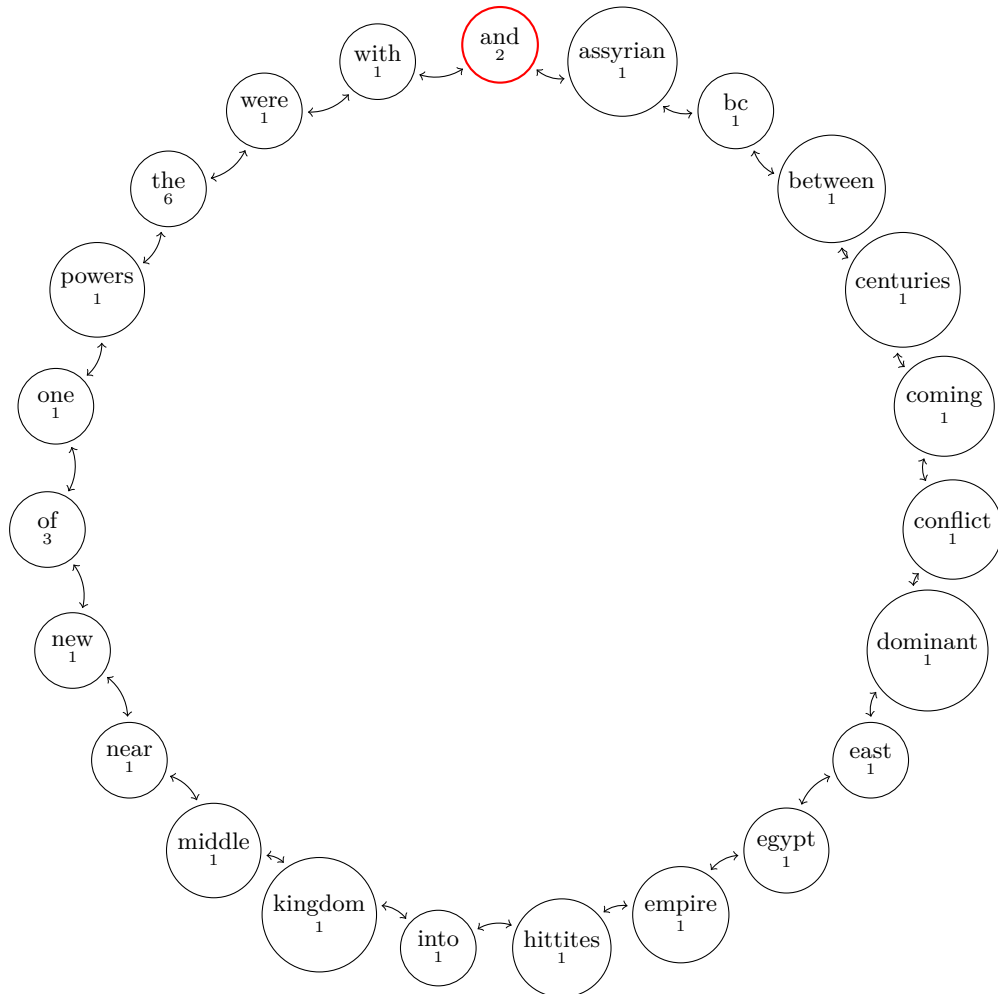 and
2
assyrian
1
bc
1
between
1
centuries
1
coming
1
conflict
1
dominant
1
east
1
egypt
1
empire
1
hittites
1
into
1
kingdom
1
middle
1
near
1
new
1
of
3
one
1
powers
1
the
6
were
1
with
1